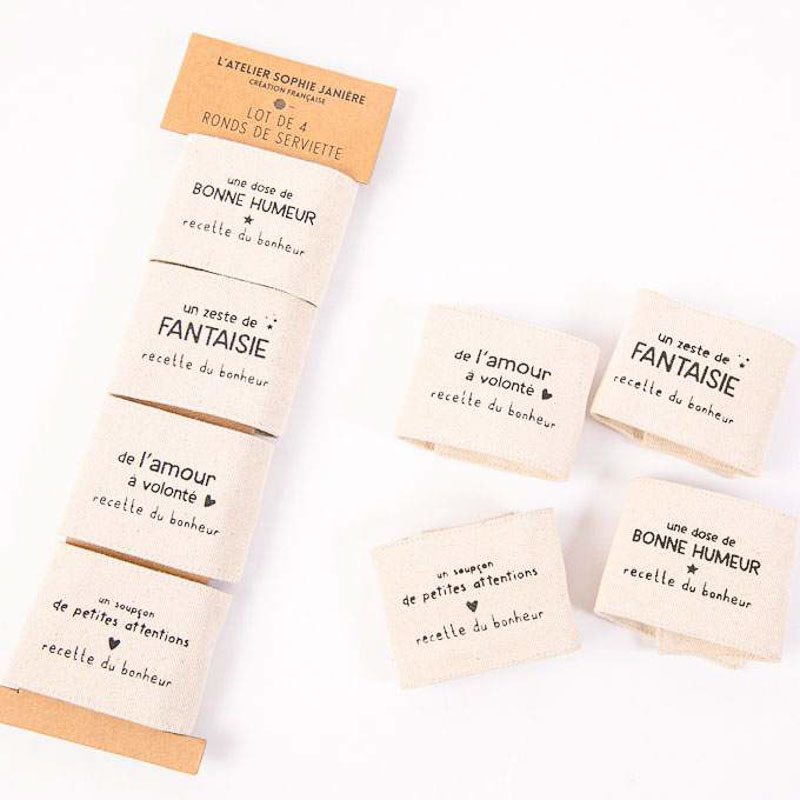 L'ATELIER SOPHIE JANIÈRE
CRÉATION FRANÇAISE
LOT DE 4
RONDS DE SERVIETTE
une dose de
BONNE HUMEUR
recette du bonheur
un zeste de
FANTAISIE
recette du bonheur
de l'amour
à volonté
recette du bonheur
un soupçon
de petites attentions
recette du bonheur
de l'amour
à volonté
recette du bonheur
un zeste de
FANTAISIE
recette du bonheur
un soupçon
de petites attentions
recette du bonheur
une dose de
BONNE HUMEUR
recette du bonheur